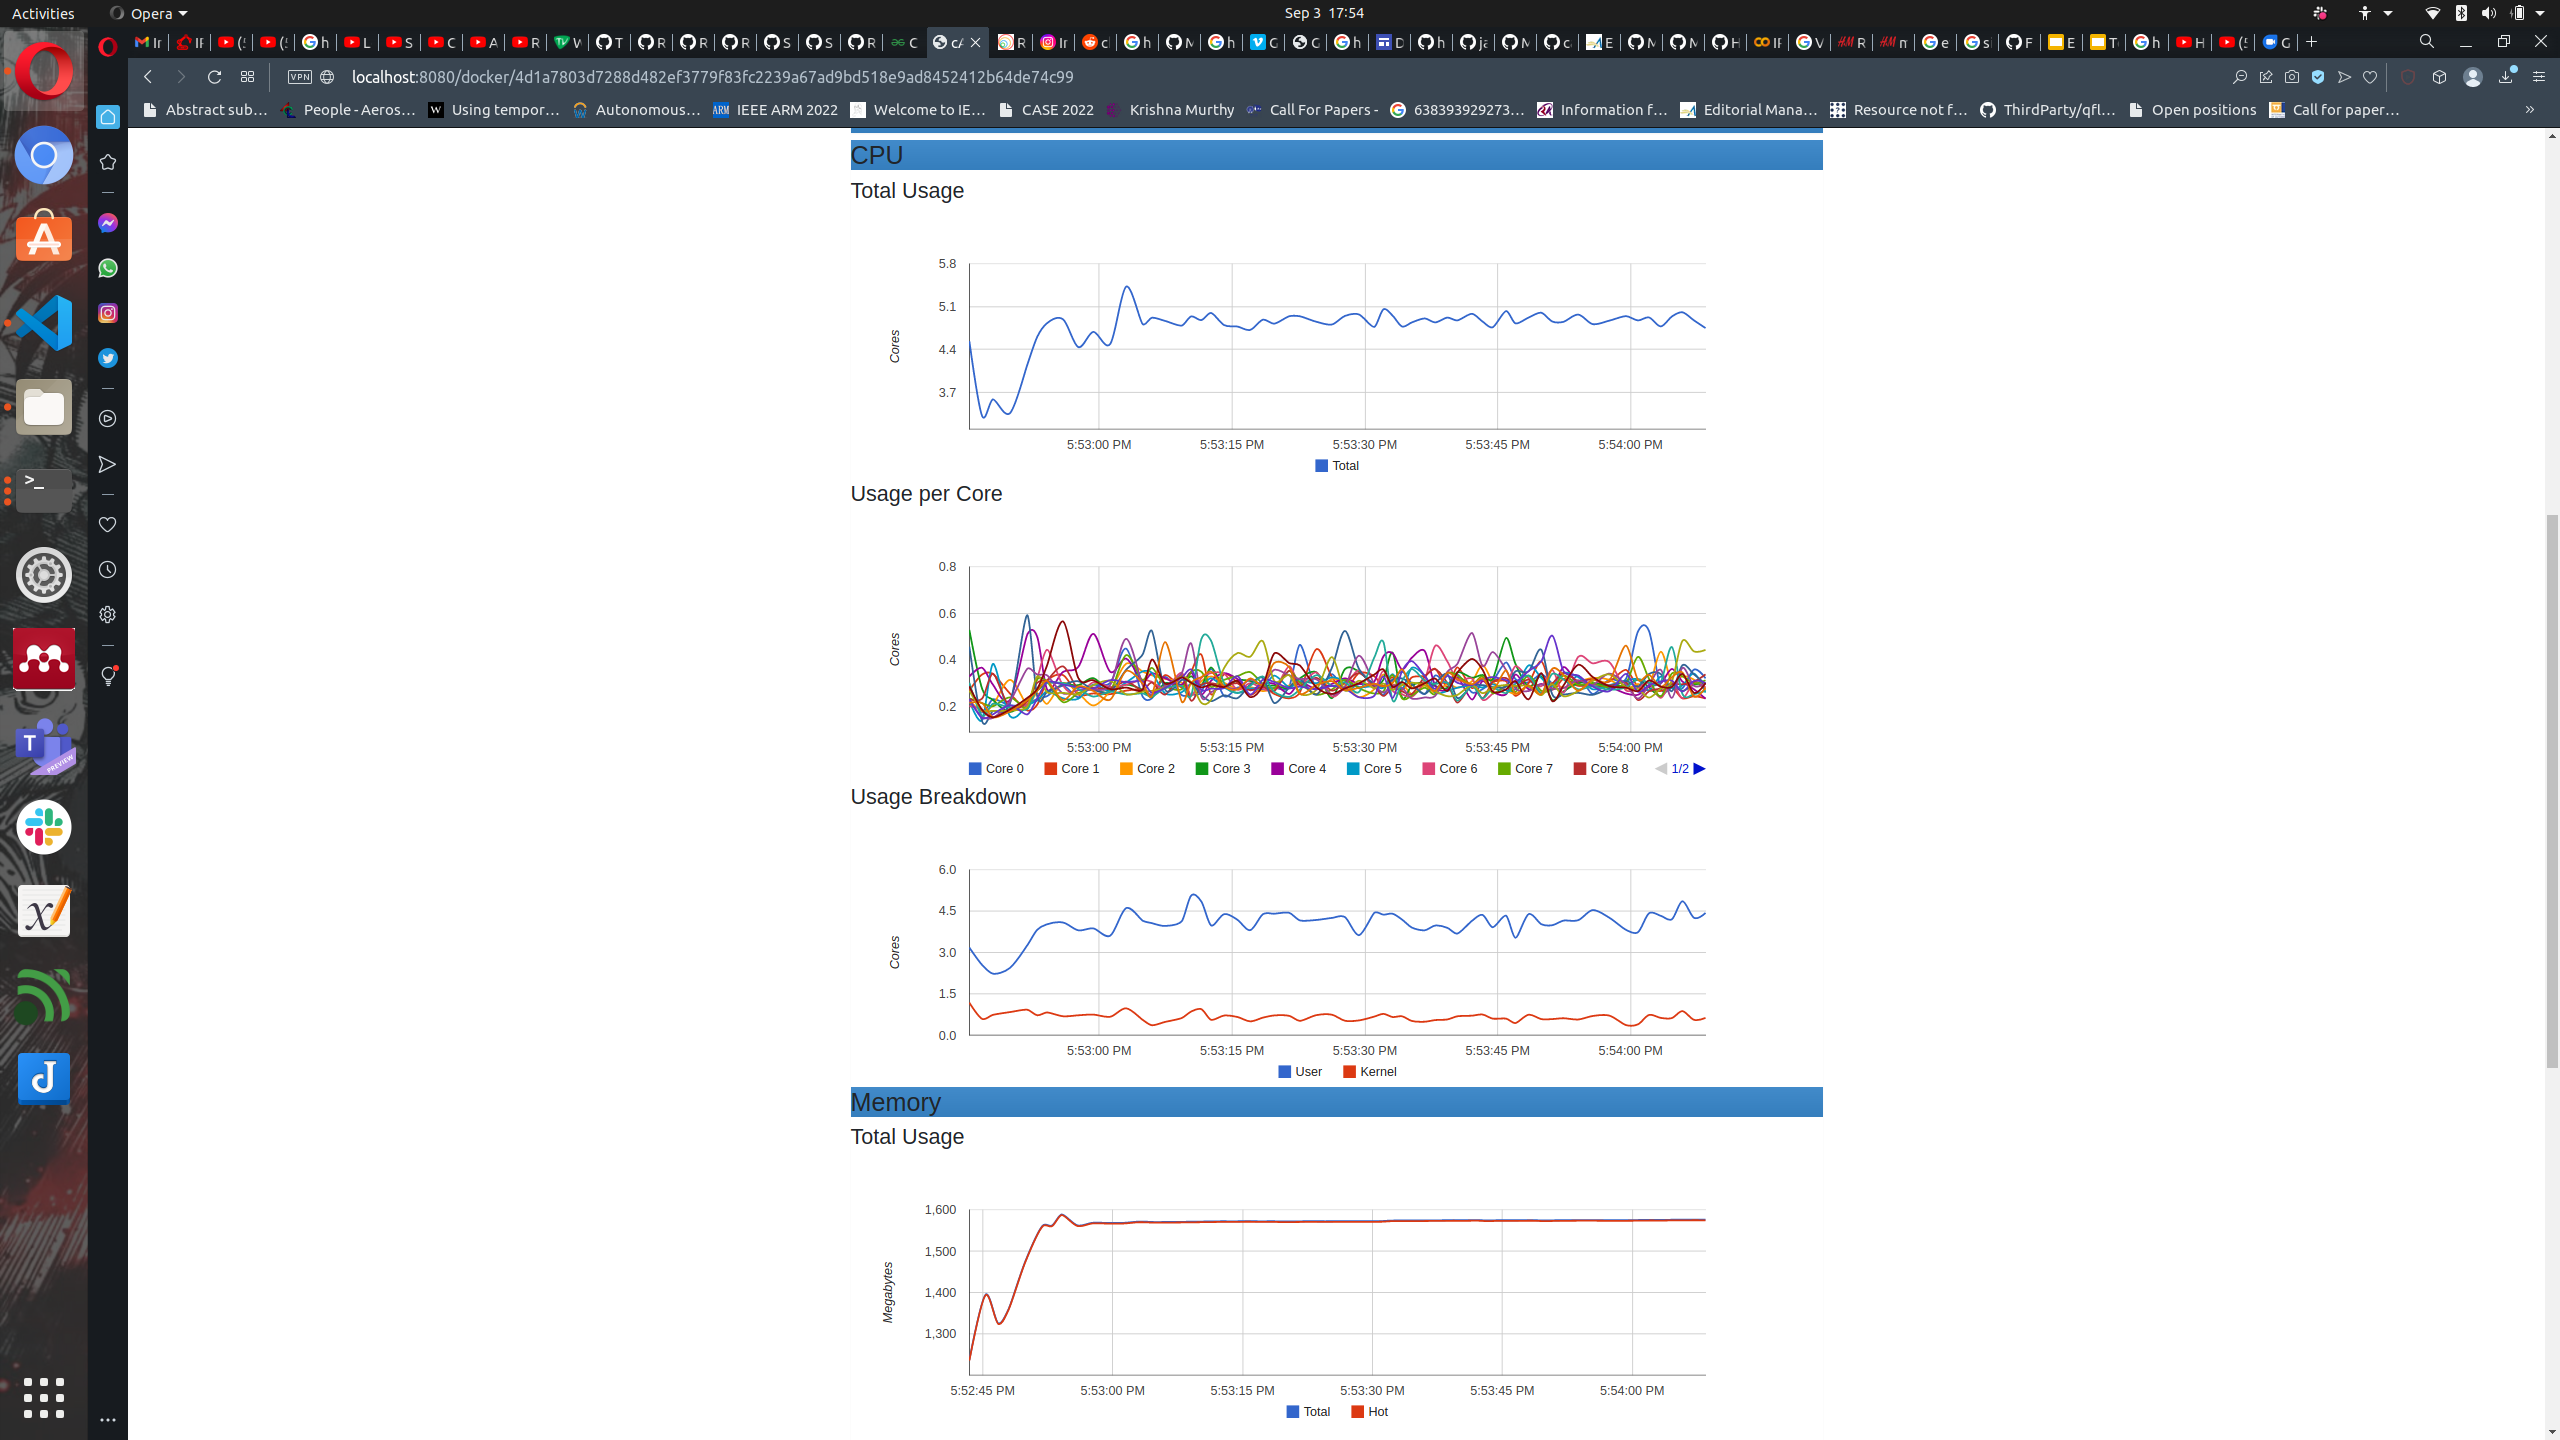 Activities
Opera
Sep 3 17:54
localhost:8080/docker/4d1a7803d7288d482ef3779f83fc2239a67ad9bd518e9ad8452412b64de74c99
VPN
Abstract sub…
People - Aeros…
Using tempor…
Autonomous…
IEEE ARM 2022
Welcome to IE…
CASE 2022
Krishna Murthy
Call For Papers -
638393929273…
Information f…
Editorial Mana…
Resource not f…
ThirdParty/qfl…
Open positions
Call for paper…
CPU
Total Usage
5.8
5.1
4.4
3.7
Cores
5:53:00 PM 5:53:15 PM 5:53:30 PM 5:53:45 PM 5:54:00 PM
Total
Usage per Core
0.8
0.6
0.4
0.2
Cores
5:53:00 PM 5:53:15 PM 5:53:30 PM 5:53:45 PM 5:54:00 PM
Core 0 Core 1 Core 2 Core 3 Core 4 Core 5 Core 6 Core 7 Core 8 1/2
Usage Breakdown
6.0
4.5
3.0
1.5
0.0
Cores
5:53:00 PM 5:53:15 PM 5:53:30 PM 5:53:45 PM 5:54:00 PM
User Kernel
Memory
Total Usage
1,600
1,500
1,400
1,300
Megabytes
5:52:45 PM 5:53:00 PM 5:53:15 PM 5:53:30 PM 5:53:45 PM 5:54:00 PM
Total Hot